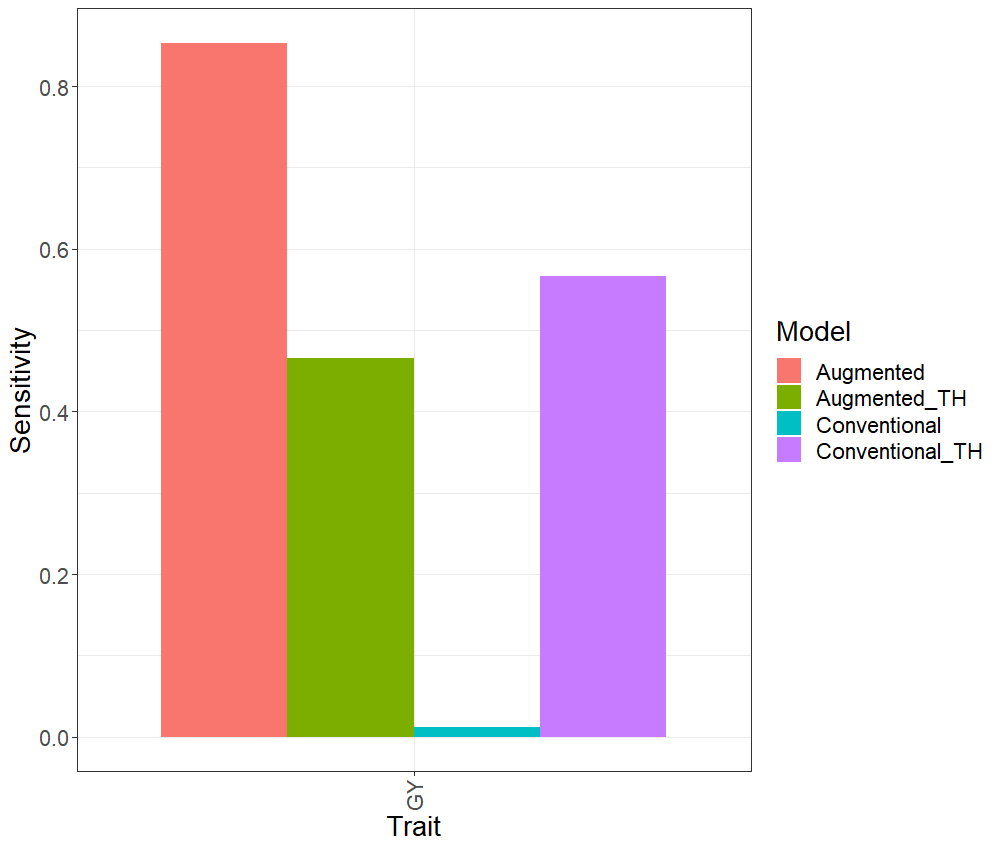 Sensitivity
0.8
0.6
0.4
0.2
0.0
GY
Trait
Model
Augmented
Augmented_TH
Conventional
Conventional_TH